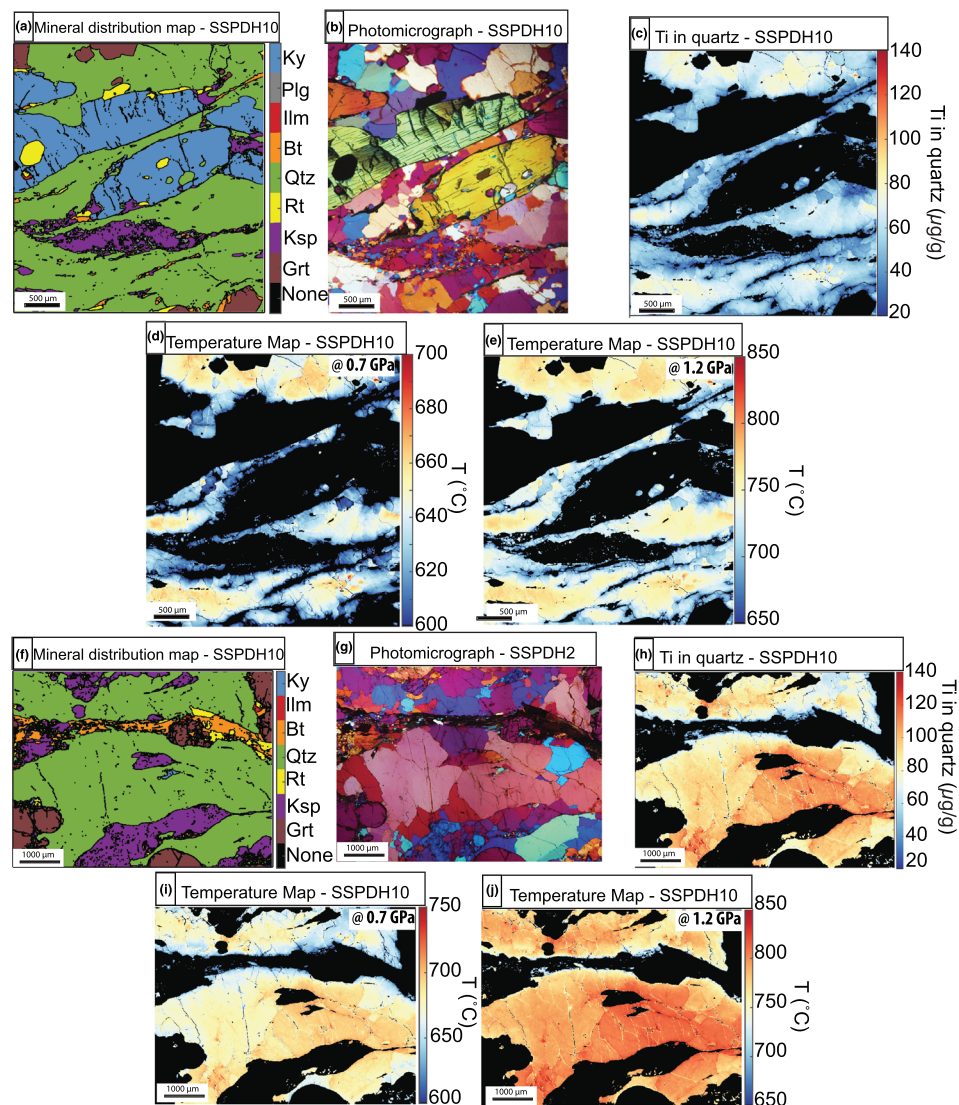 (a) Mineral distribution map - SSPDH10
Ky
Plg
Ilm
Bt
Qtz
Rt
Ksp
Grt
None
500 µm
(b) Photomicrograph - SSPDH10
500 µm
(c) Ti in quartz - SSPDH10
140
120
100
80
60
40
20
Ti in quartz (µg/g)
500 µm
(d) Temperature Map - SSPDH10
@ 0.7 GPa
700
680
660
640
620
600
T (°C)
500 µm
(e) Temperature Map - SSPDH10
@ 1.2 GPa
850
800
750
700
650
T (°C)
500 µm
(f) Mineral distribution map - SSPDH10
Ky
Ilm
Bt
Qtz
Rt
Ksp
Grt
None
1000 µm
(g) Photomicrograph - SSPDH2
1000 µm
(h) Ti in quartz - SSPDH10
140
120
100
80
60
40
20
Ti in quartz (µg/g)
1000 µm
(i) Temperature Map - SSPDH10
@ 0.7 GPa
750
700
650
600
T (°C)
1000 µm
(j) Temperature Map - SSPDH10
@ 1.2 GPa
850
800
750
700
650
T (°C)
1000 µm